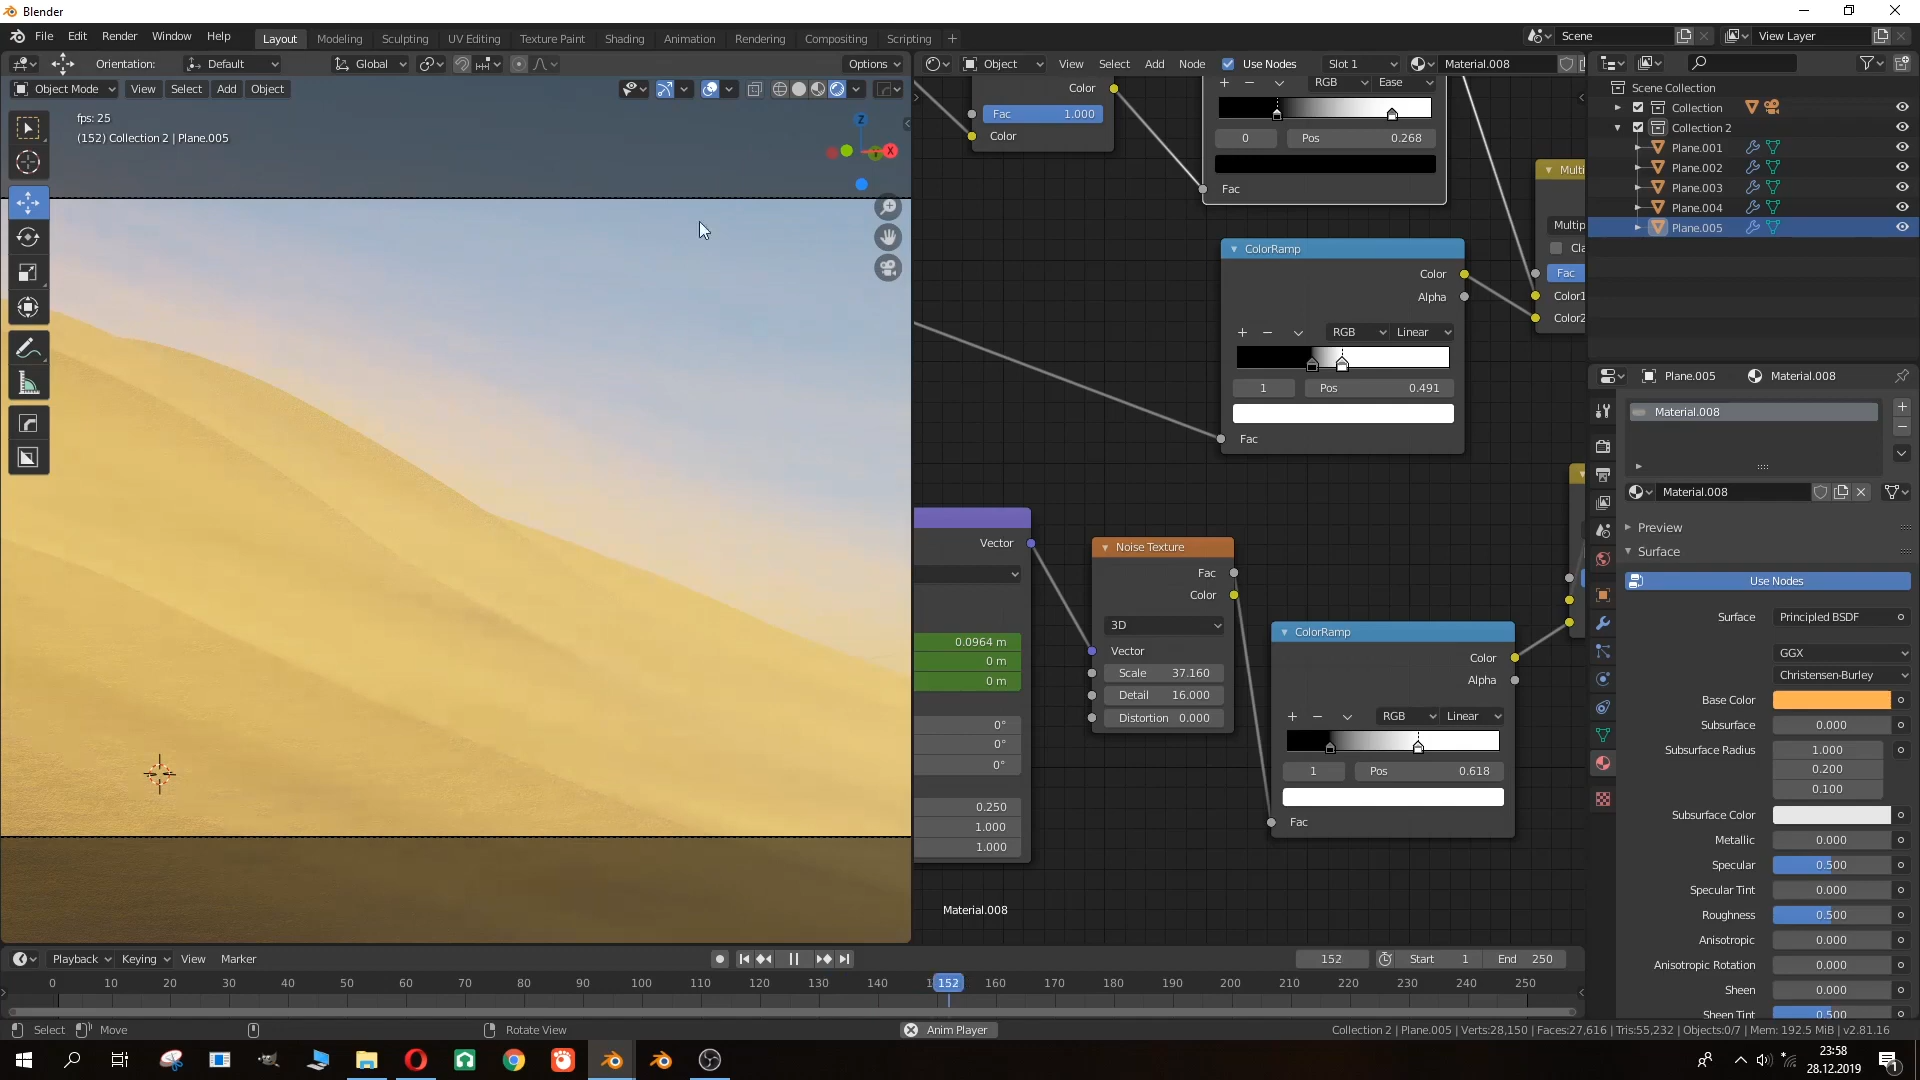 Blender
File Edit Render Window Help
Layout Modeling Sculpting UV Editing Texture Paint Shading Animation Rendering Compositing Scripting
Scene View Layer
Orientation: Default Global Options
Object View Select Add Node Use Nodes Slot 1 Material.008
Object Mode View Select Add Object
fps: 25
(152) Collection 2 | Plane.005
Z
X
Y
Color
Fac 1.000
Color
RGB Ease
0 Pos 0.268
Fac
ColorRamp
Color
Alpha
RGB Linear
1 Pos 0.491
Fac
Multi
Multip
Cla
Fac
Color1
Color2
Vector
0.0964 m
0 m
0 m
0°
0°
0°
0.250
1.000
1.000
Noise Texture
Fac
Color
3D
Vector
Scale 37.160
Detail 16.000
Distortion 0.000
ColorRamp
Color
Alpha
RGB Linear
1 Pos 0.618
Fac
Material.008
Scene Collection
Collection
Collection 2
Plane.001
Plane.002
Plane.003
Plane.004
Plane.005
Plane.005 Material.008
Material.008
Material.008
Preview
Surface
Use Nodes
Surface Principled BSDF
GGX
Christensen-Burley
Base Color
Subsurface 0.000
Subsurface Radius 1.000
0.200
0.100
Subsurface Color
Metallic 0.000
Specular 0.500
Specular Tint 0.000
Roughness 0.500
Anisotropic 0.000
Anisotropic Rotation 0.000
Sheen 0.000
Sheen Tint 0.500
Playback Keying View Marker
152 Start 1 End 250
0 10 20 30 40 50 60 70 80 90 100 110 120 130 140 1 152 160 170 180 190 200 210 220 230 240 250
Select Move Rotate View Anim Player
Collection 2 | Plane.005 | Verts:28,150 | Faces:27,616 | Tris:55,232 | Objects:0/7 | Mem: 192.5 MiB | v2.81.16
23:58
28.12.2019
1